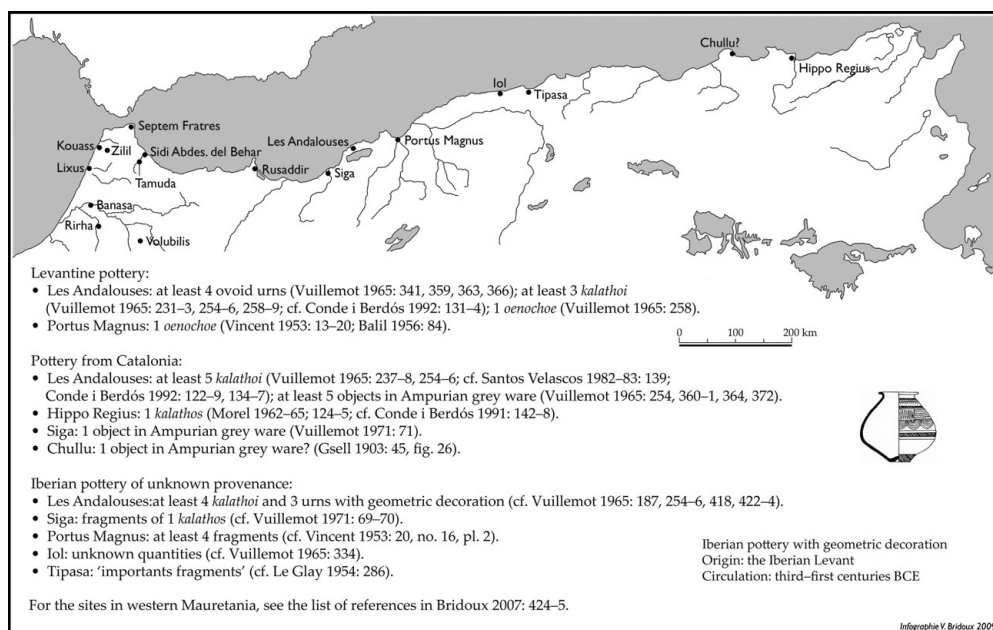 Chullu?
Hippo Regius
Iol
Tipasa
Septem Fratres
Kouass
Zilil
Sidi Abdes. del Behar
Les Andalouses
Portus Magnus
Lixus
Tamuda
Rusaddir
Siga
Banasa
Rirha
Volubilis
Levantine pottery:
• Les Andalouses: at least 4 ovoid urns (Vuillemot 1965: 341, 359, 363, 366); at least 3 kalathoi
(Vuillemot 1965: 231–3, 254–6, 258–9; cf. Conde i Berdós 1992: 131–4); 1 oenochoe (Vuillemot 1965: 258).
• Portus Magnus: 1 oenochoe (Vincent 1953: 13–20; Balil 1956: 84).
0 100 200 km
Pottery from Catalonia:
• Les Andalouses: at least 5 kalathoi (Vuillemot 1965: 237–8, 254–6; cf. Santos Velascos 1982–83: 139;
Conde i Berdós 1992: 122–9, 134–7); at least 5 objects in Ampurian grey ware (Vuillemot 1965: 254, 360–1, 364, 372).
• Hippo Regius: 1 kalathos (Morel 1962–65; 124–5; cf. Conde i Berdós 1991: 142–8).
• Siga: 1 object in Ampurian grey ware (Vuillemot 1971: 71).
• Chullu: 1 object in Ampurian grey ware? (Gsell 1903: 45, fig. 26).
Iberian pottery of unknown provenance:
• Les Andalouses:at least 4 kalathoi and 3 urns with geometric decoration (cf. Vuillemot 1965: 187, 254–6, 418, 422–4).
• Siga: fragments of 1 kalathos (cf. Vuillemot 1971: 69–70).
• Portus Magnus: at least 4 fragments (cf. Vincent 1953: 20, no. 16, pl. 2).
• Iol: unknown quantities (cf. Vuillemot 1965: 334).
• Tipasa: ‘importants fragments’ (cf. Le Glay 1954: 286).
Iberian pottery with geometric decoration
Origin: the Iberian Levant
Circulation: third–first centuries BCE
For the sites in western Mauretania, see the list of references in Bridoux 2007: 424–5.
Infographie V. Bridoux 2009